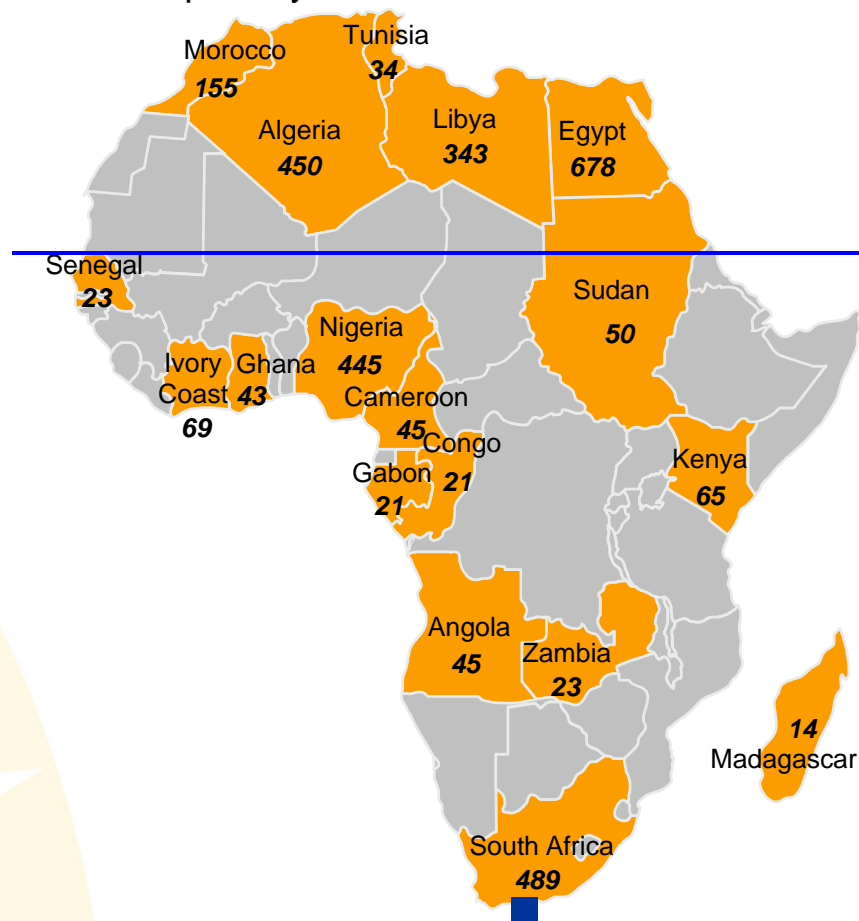 Tunisia
34
Morocco
155
Algeria
450
Libya
343
Egypt
678
Senegal
23
Sudan
50
Nigeria
445
Ivory
Coast
69
Ghana
43
Cameroon
45
Congo
21
Gabon
21
Kenya
65
Angola
45
Zambia
23
14
Madagascar
South Africa
489